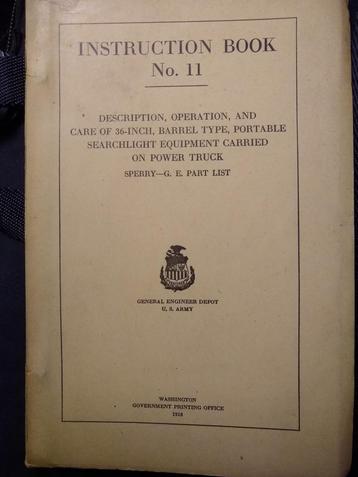 INSTRUCTION BOOK
No. 11
DESCRIPTION, OPERATION, AND
CARE OF 36-INCH, BARREL TYPE, PORTABLE
SEARCHLIGHT EQUIPMENT CARRIED
ON POWER TRUCK
SPERRY—G. E. PART LIST
GENERAL ENGINEER DEPOT
U. S. ARMY
WASHINGTON
GOVERNMENT PRINTING OFFICE
1918